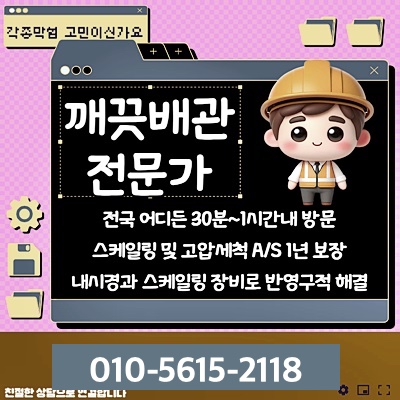 각종막힘 고민이신가요
깨끗배관
전문가
전국 어디든 30분~1시간내 방문
스케일링 및 고압세척 A/S 1년 보장
내시경과 스케일링 장비로 반영구적 해결
010-5615-2118
친절한 상담으로 연결됩니다